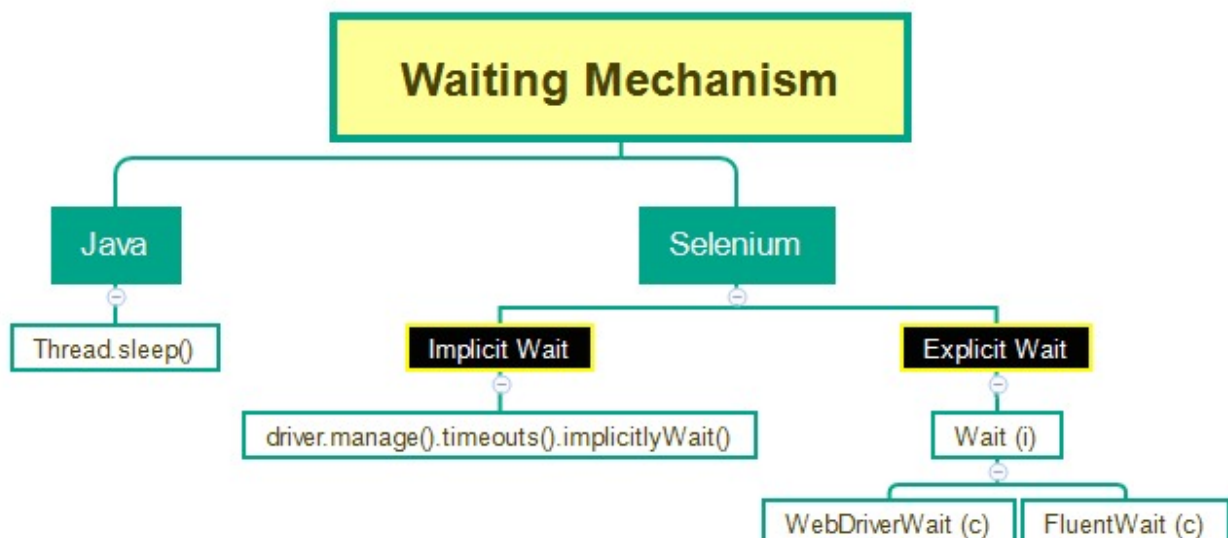 Waiting Mechanism
Java
Selenium
Thread.sleep()
Implicit Wait
Explicit Wait
driver.manage().timeouts().implicitlyWait()
Wait (i)
WebDriverWait (c)
FluentWait (c)